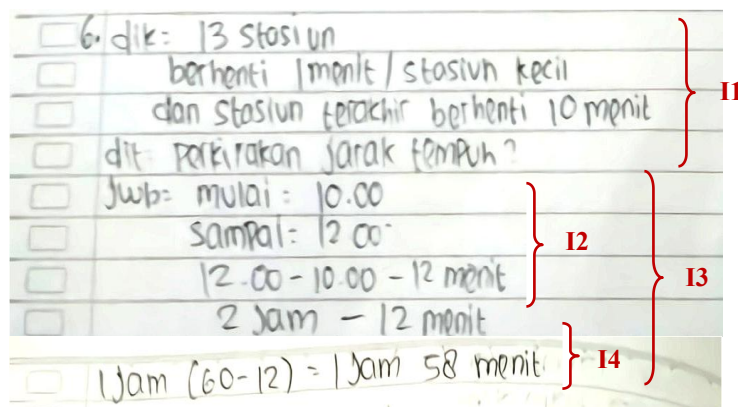 6. dik= 13 stasiun
berhenti 1 menit / stasiun kecil
dan stasiun terakhir berhenti 10 menit
dit perkirakan jarak tempuh?
Jwb= mulai = 10.00
sampai= 12 00
12.00 - 10.00 - 12 menit
2 Jam - 12 menit
1 Jam (60-12) = 1 Jam 58 menit
I1
I2
I3
I4